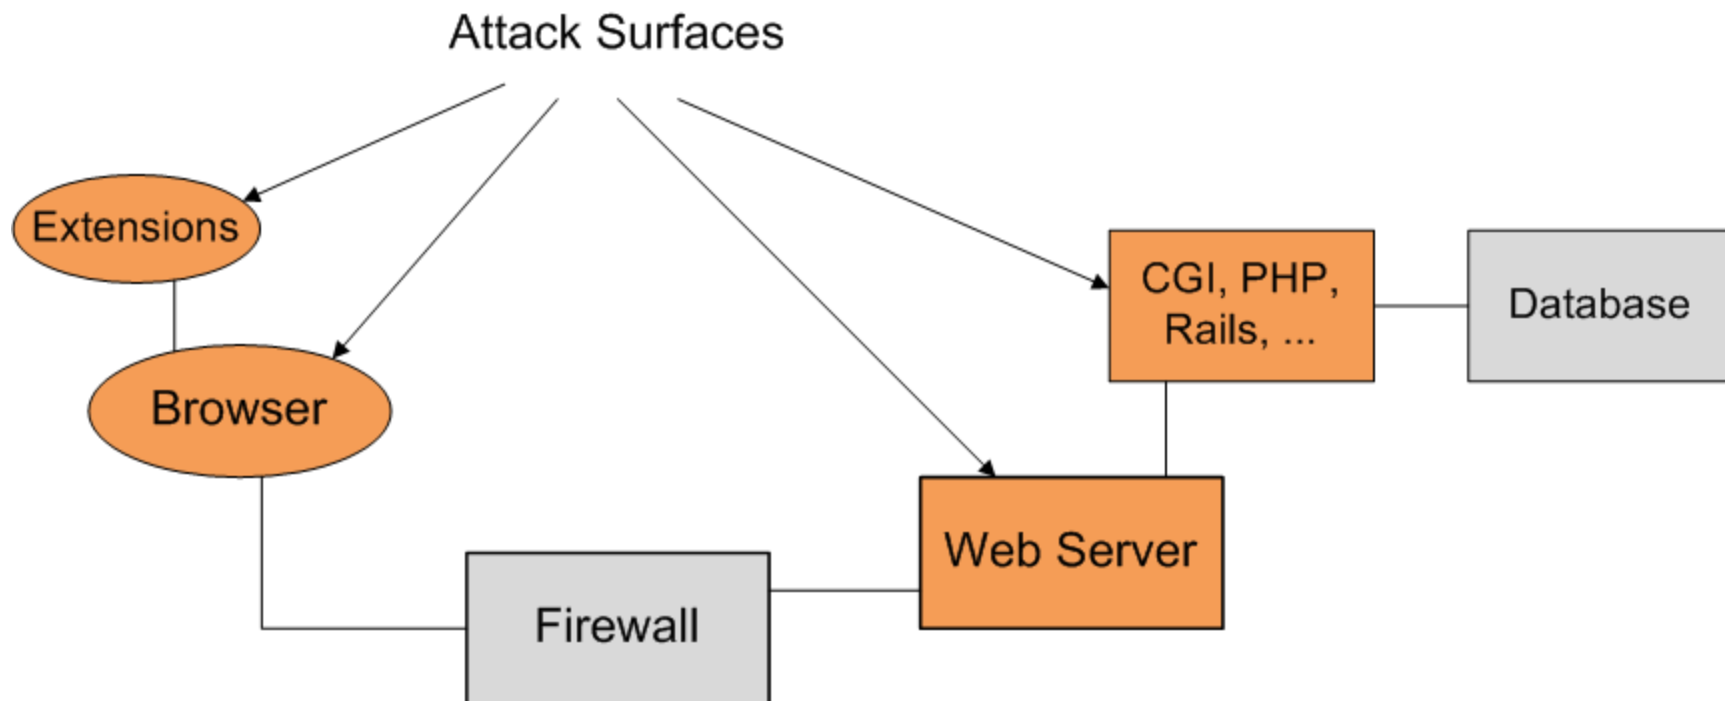 Attack Surfaces
Extensions
Browser
Firewall
Web Server
CGI, PHP,
Rails, ...
Database